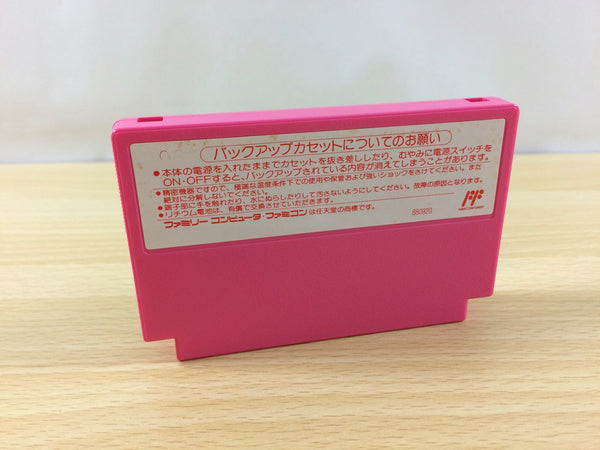 バックアップカセットについてのお願い
●本体の電源を入れたままでカセットを抜き差ししたり、むやみに電源スイッチを
ON・OFFすると、バックアップされている内容が消えてしまうことがあります。
●精密機器ですので、極端な温度条件下での使用や保管および強いショックをさけてください。また
絶対に分解しないでください。
●端子部に手を触れたり、水にぬらしたりして汚さないようにしてください。故障の原因となります。
●リチウム電池は、有償で交換させていただきます。
ファミリーコンピュータ・ファミコンは任天堂の商標です。